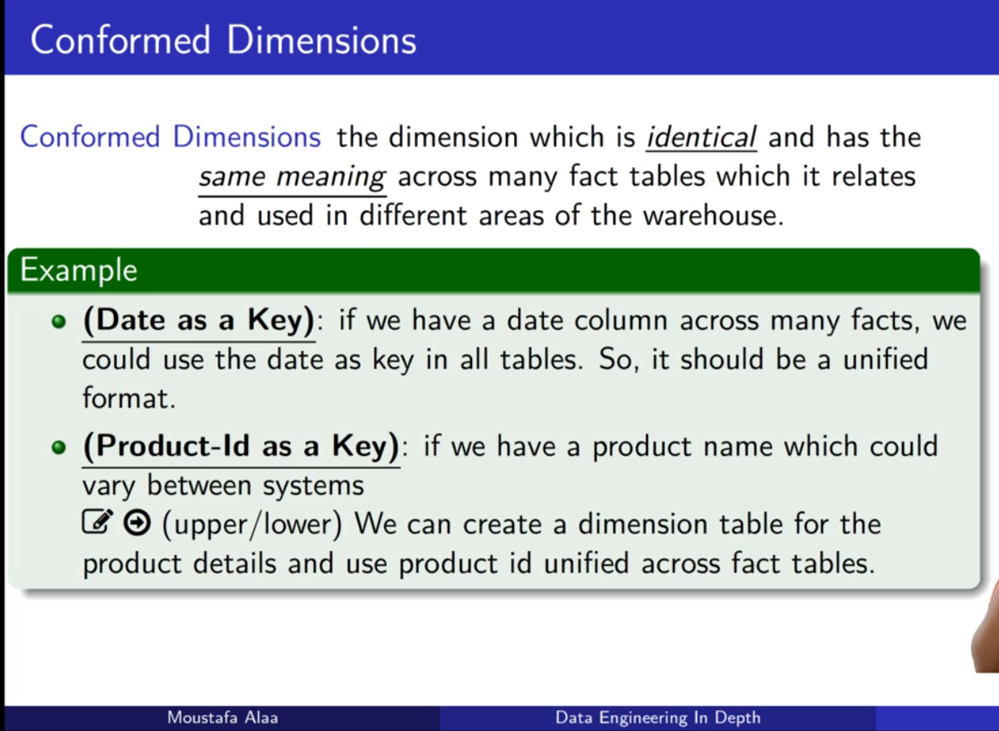 Conformed Dimensions
Conformed Dimensions the dimension which is identical and has the
same meaning across many fact tables which it relates
and used in different areas of the warehouse.
Example
(Date as a Key): if we have a date column across many facts, we
could use the date as key in all tables. So, it should be a unified
format.
(Product-Id as a Key): if we have a product name which could
vary between systems
(upper/lower) We can create a dimension table for the
product details and use product id unified across fact tables.
Moustafa Alaa
Data Engineering In Depth